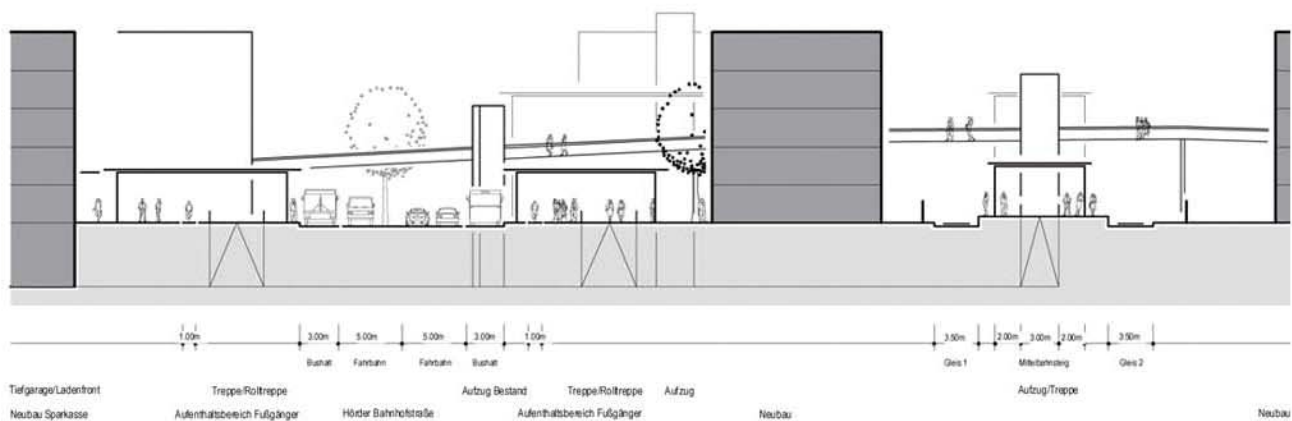 1.00m 3.00m 5.00m 5.00m 3.00m 1.00m 3.50m 2.00m 3.00m 2.00m 3.50m
Bushalt Fahrbahn Fahrbahn Bushalt Gleis 1 Mittelbahnsteig Gleis 2
Tiefgarage/Ladenfront Treppe/Rolltreppe Aufzug Bestand Treppe/Rolltreppe Aufzug Aufzug/Treppe
Neubau Sparkasse Aufenthaltsbereich Fußgänger Hörder Bahnhofstraße Aufenthaltsbereich Fußgänger Neubau Neubau